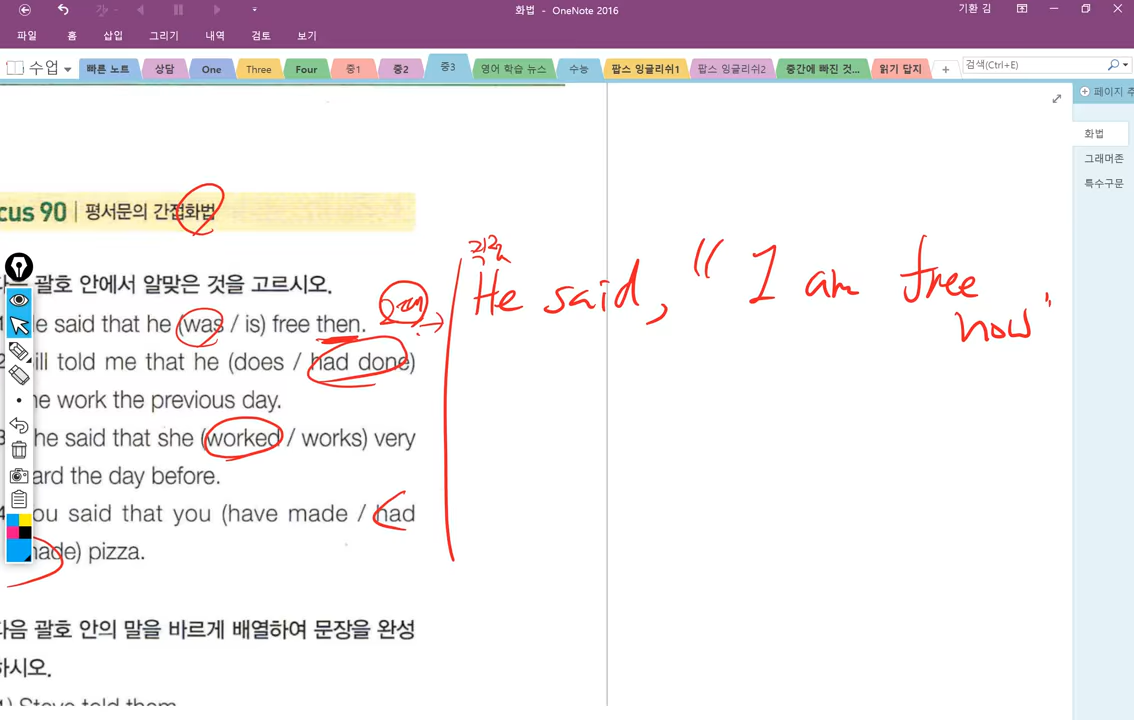 화법 - OneNote 2016
기환 김
파일 홈 삽입 그리기 내역 검토 보기
수업 빠른 노트 상담 One Three Four 중1 중2 중3 영어 학습 뉴스 수능 팝스 잉글리쉬1 팝스 잉글리쉬2 중간에 빠진 것... 읽기 답지 + 검색(Ctrl+E)
페이지 추
화법
그래머존
특수구문
cus 90 | 평서문의 간접화법
다음 괄호 안에서 알맞은 것을 고르시오.
e said that he (was / is) free then.
ill told me that he (does / had done)
he work the previous day.
he said that she (worked / works) very
ard the day before.
ou said that you (have made / had
made) pizza.
다음 괄호 안의 말을 바르게 배열하여 문장을 완성
하시오.
) Steve told them
He said, “ I am free
now"